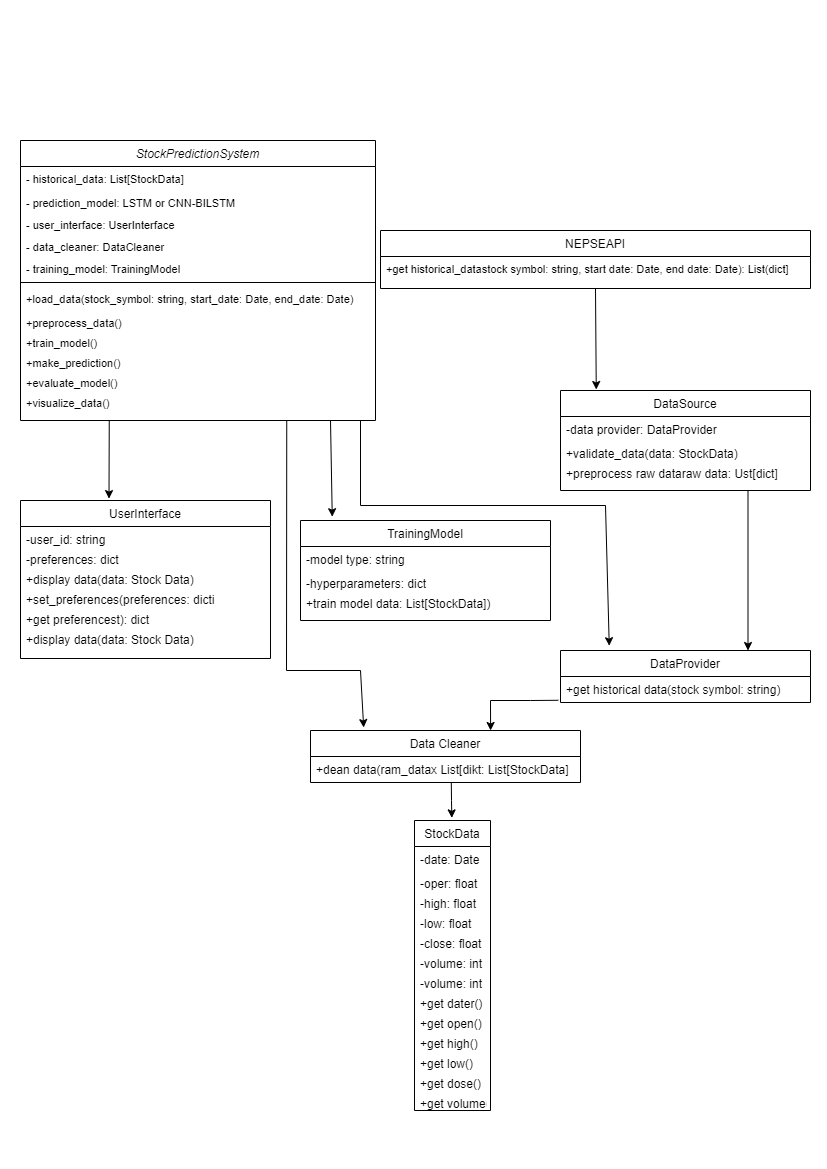 StockPredictionSystem
- historical_data: List[StockData]
- prediction_model: LSTM or CNN-BILSTM
- user_interface: UserInterface
- data_cleaner: DataCleaner
- training_model: TrainingModel
+load_data(stock_symbol: string, start_date: Date, end_date: Date)
+preprocess_data()
+train_model()
+make_prediction()
+evaluate_model()
+visualize_data()
NEPSEAPI
+get historical_datastock symbol: string, start date: Date, end date: Date): List(dict]
DataSource
-data provider: DataProvider
+validate_data(data: StockData)
+preprocess raw dataraw data: Ust[dict]
UserInterface
-user_id: string
-preferences: dict
+display data(data: Stock Data)
+set_preferences(preferences: dicti
+get preferencest): dict
+display data(data: Stock Data)
TrainingModel
-model type: string
-hyperparameters: dict
+train model data: List[StockData])
DataProvider
+get historical data(stock symbol: string)
Data Cleaner
+dean data(ram_datax List[dikt: List[StockData]
StockData
-date: Date
-oper: float
-high: float
-low: float
-close: float
-volume: int
-volume: int
+get dater()
+get open()
+get high()
+get low()
+get dose()
+get volume